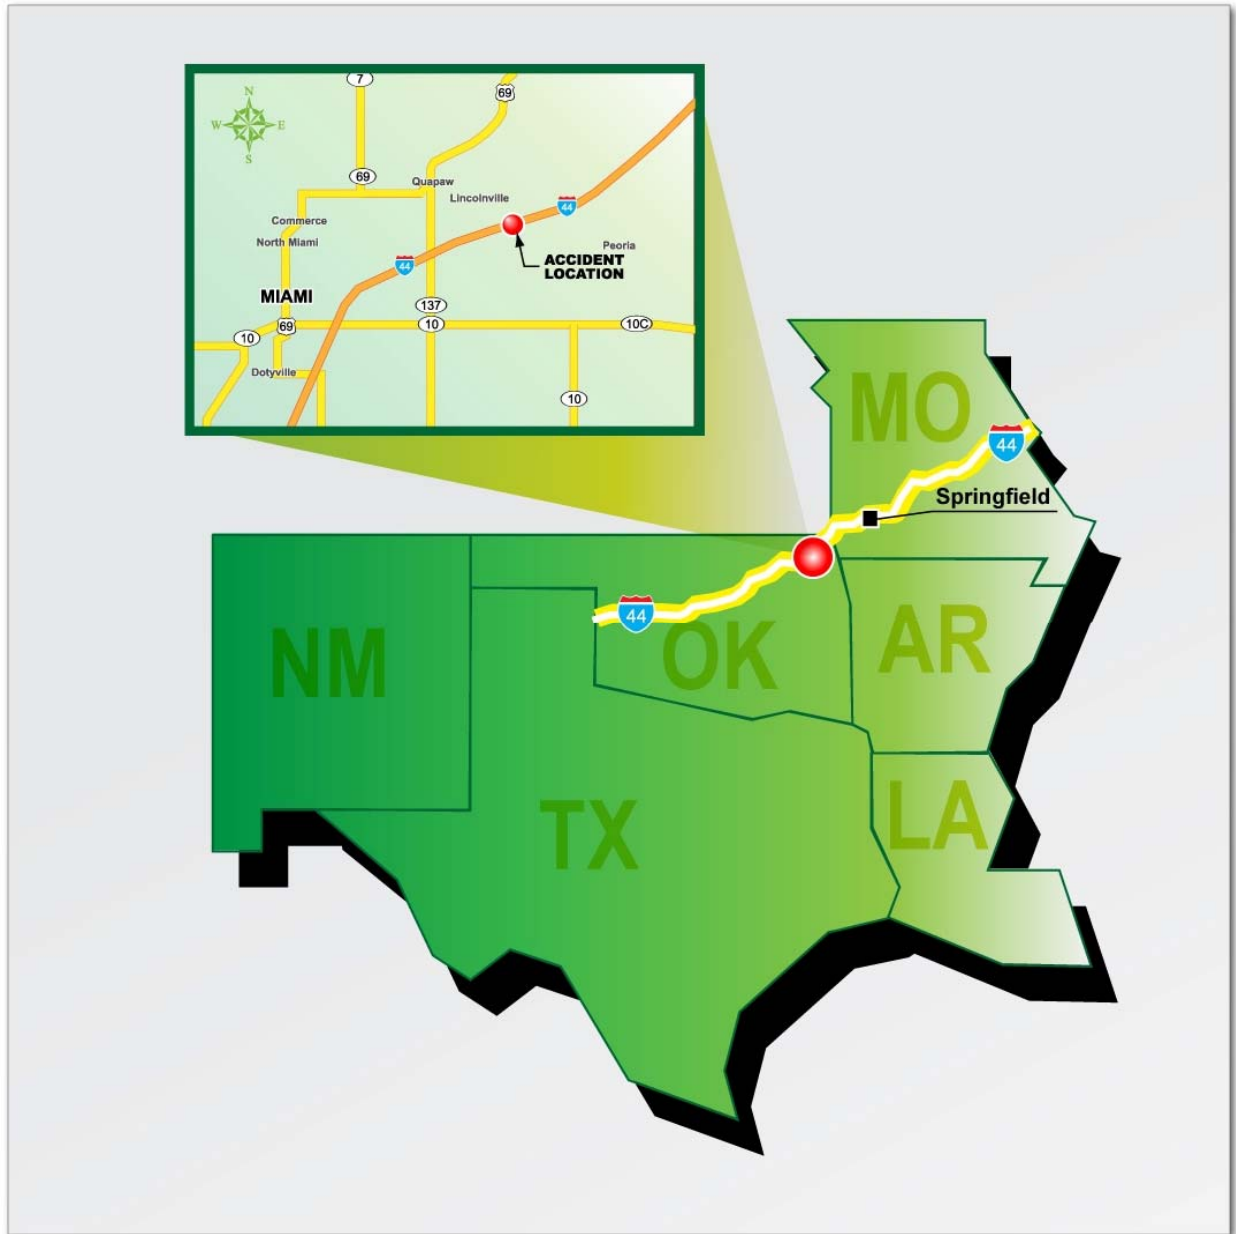 7
69
N
W E
S
69
Quapaw
Lincolnville
44
Commerce
North Miami
Peoria
44
ACCIDENT
LOCATION
MIAMI
137
69
10
10C
10
Dotyville
10
MO
44
Springfield
44
NM
OK
AR
TX
LA